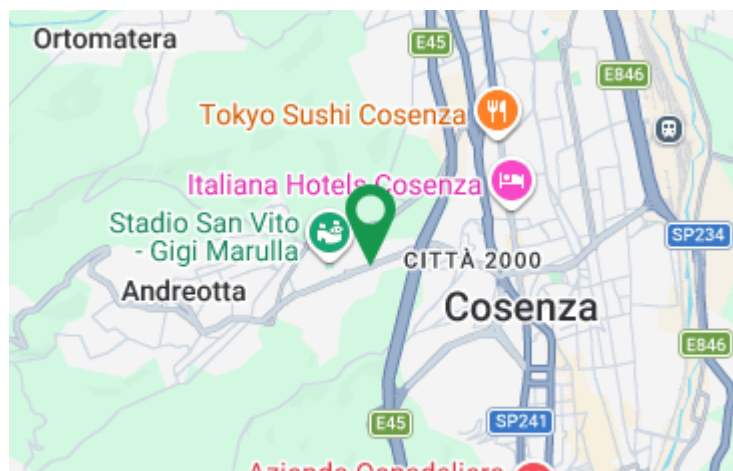 Ortomatera
E45
E846
Tokyo Sushi Cosenza
Italiana Hotels Cosenza
Stadio San Vito
- Gigi Marulla
SP234
CITTÀ 2000
Andreotta
Cosenza
E846
E45
SP241
Azienda Ospedaliera